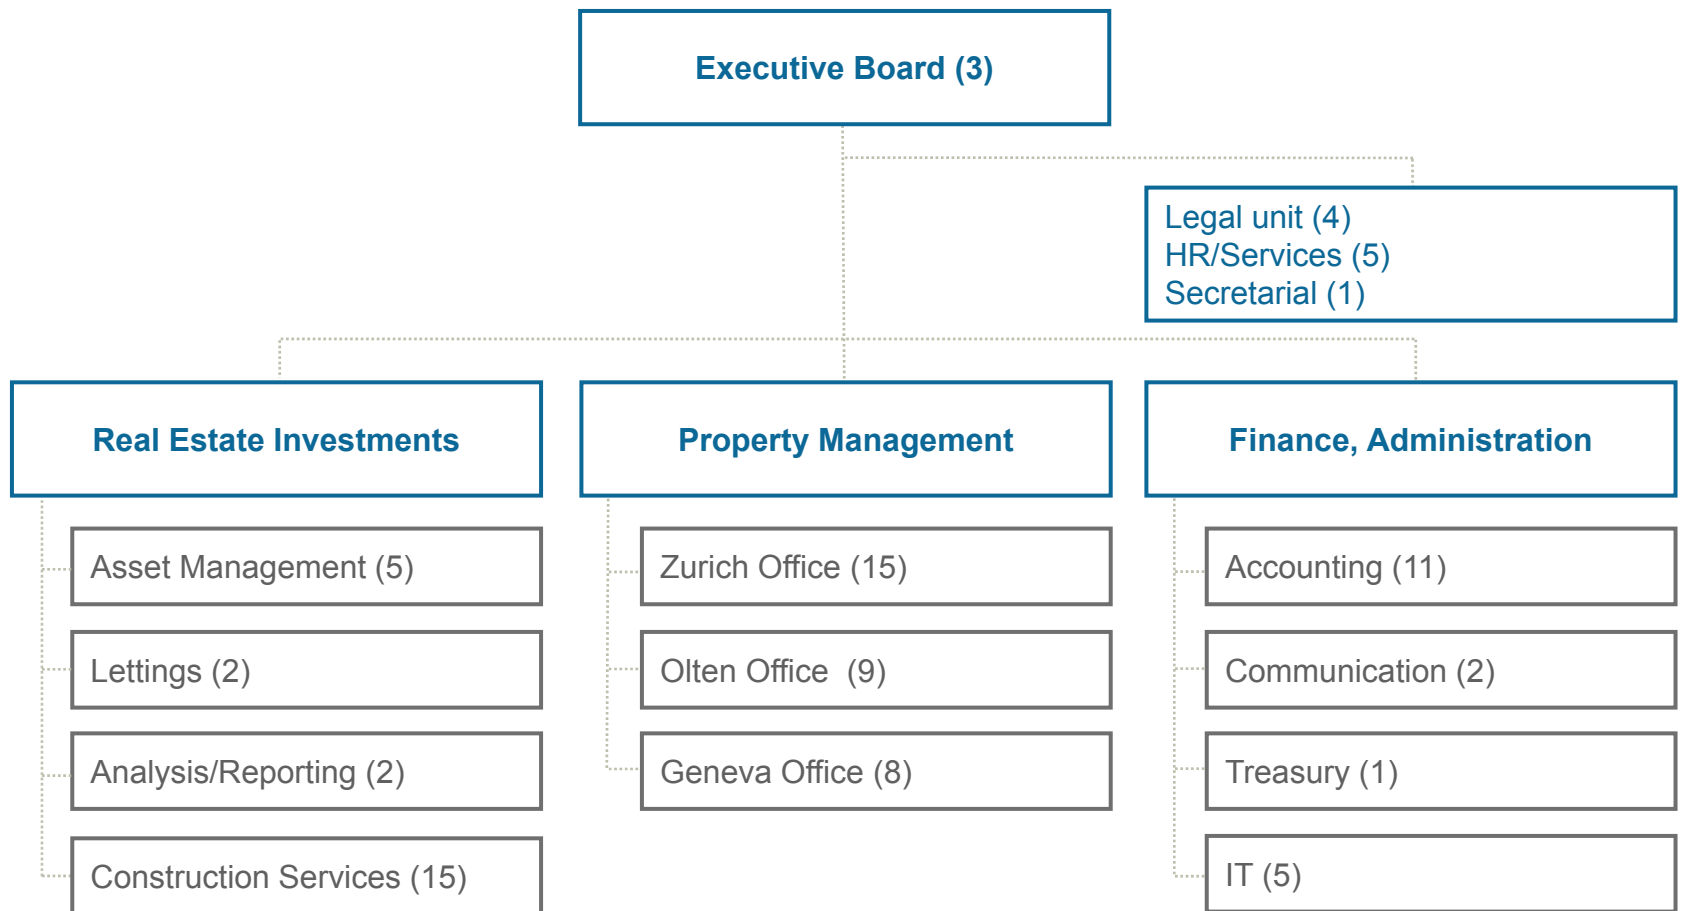 Executive Board (3)
Legal unit (4)
HR/Services (5)
Secretarial (1)
Real Estate Investments
Property Management
Finance, Administration
Asset Management (5)
Lettings (2)
Analysis/Reporting (2)
Construction Services (15)
Zurich Office (15)
Olten Office  (9)
Geneva Office (8)
Accounting (11)
Communication (2)
Treasury (1)
IT (5)